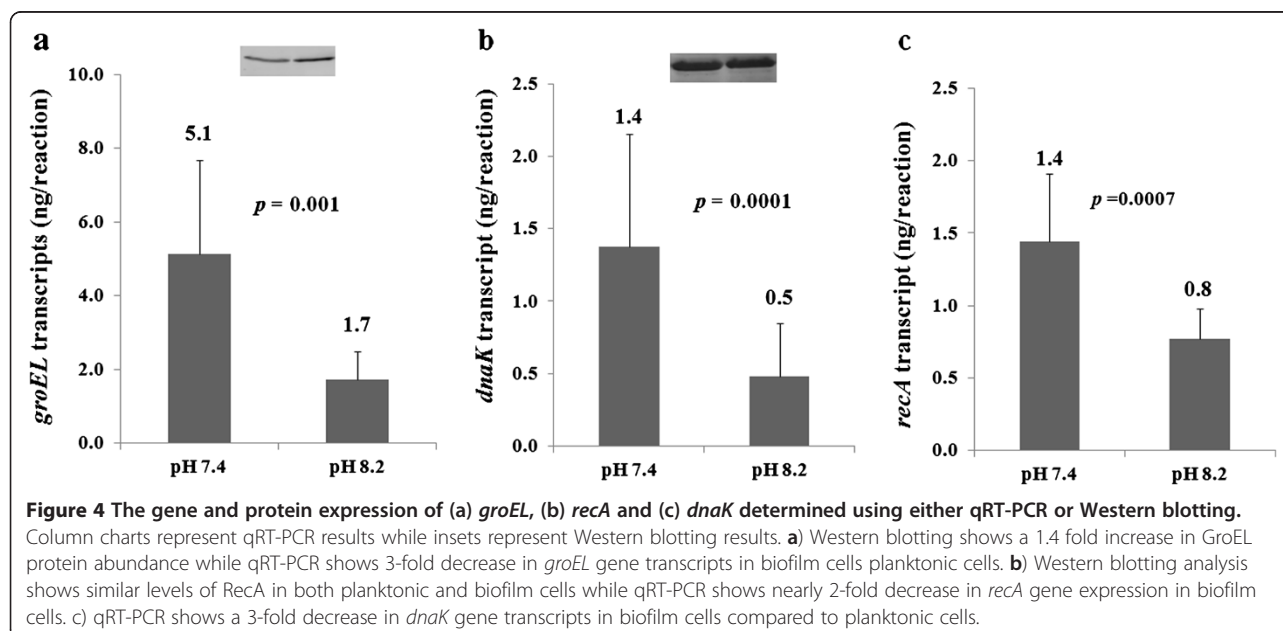 a
b
c
groEL transcripts (ng/reaction)
10.0
8.0
6.0
4.0
2.0
0.0
5.1
p = 0.001
1.7
pH 7.4
pH 8.2
dnaK transcript (ng/reaction)
2.5
2.0
1.5
1.0
0.5
0.0
1.4
p = 0.0001
0.5
pH 7.4
pH 8.2
recA transcript (ng/reaction)
2.5
2.0
1.5
1.0
0.5
0.0
1.4
p =0.0007
0.8
pH 7.4
pH 8.2
Figure 4 The gene and protein expression of (a) groEL, (b) recA and (c) dnaK determined using either qRT-PCR or Western blotting.
Column charts represent qRT-PCR results while insets represent Western blotting results. a) Western blotting shows a 1.4 fold increase in GroEL
protein abundance while qRT-PCR shows 3-fold decrease in groEL gene transcripts in biofilm cells planktonic cells. b) Western blotting analysis
shows similar levels of RecA in both planktonic and biofilm cells while qRT-PCR shows nearly 2-fold decrease in recA gene expression in biofilm
cells. c) qRT-PCR shows a 3-fold decrease in dnaK gene transcripts in biofilm cells compared to planktonic cells.